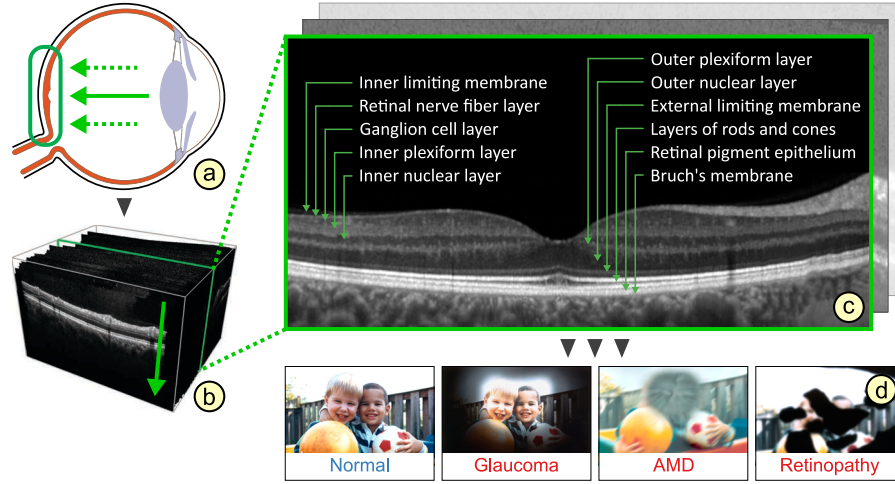 a
b
Inner limiting membrane
Retinal nerve fiber layer
Ganglion cell layer
Inner plexiform layer
Inner nuclear layer
Outer plexiform layer
Outer nuclear layer
External limiting membrane
Layers of rods and cones
Retinal pigment epithelium
Bruch's membrane
c
d
Normal
Glaucoma
AMD
Retinopathy